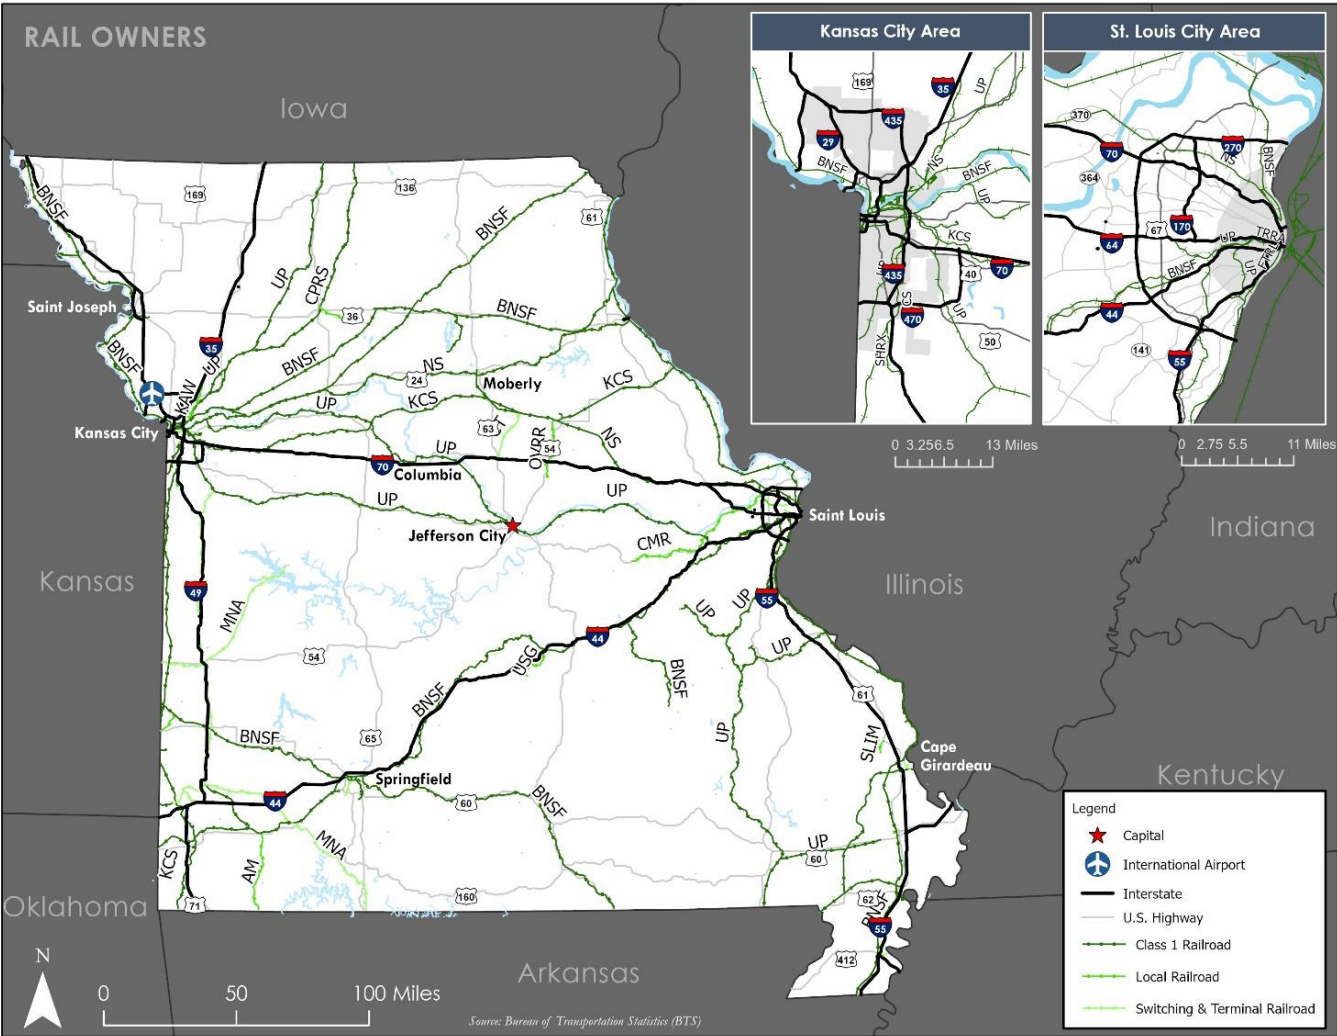 RAIL OWNERS
Kansas City Area
St. Louis City Area
Iowa
169
35
UP
435
29
BNSF
NS
BNSF
UP
KCS
435
40
70
CS
470
UP
50
SHRX
370
70
270
NS
BNSF
364
67
170
UP
TRRA
64
BNSF
UP
44
141
55
0 3.256.5 13 Miles
0 2.75 5.5 11 Miles
BNSF
169
136
61
BNSF
UP
CPRS
Saint Joseph
36
BNSF
35
BNSF
BNSF
UP
KAW
NS
24
Moberly
KCS
UP
KCS
63
54
OVRR
NS
Kansas City
UP
70
Columbia
UP
UP
Jefferson City
Saint Louis
CMR
Kansas
Illinois
Indiana
49
MNA
55
UP
UP
44
UP
54
USG
BNSF
BNSF
61
UP
SLIM
BNSF
65
Cape
Girardeau
Springfield
Kentucky
44
60
BNSF
MNA
UP
60
KCS
AM
160
62
BNSF
71
55
412
Oklahoma
Arkansas
Legend
Capital
International Airport
Interstate
U.S. Highway
Class 1 Railroad
Local Railroad
Switching & Terminal Railroad
N
0 50 100 Miles
Source: Bureau of Transportation Statistics (BTS)